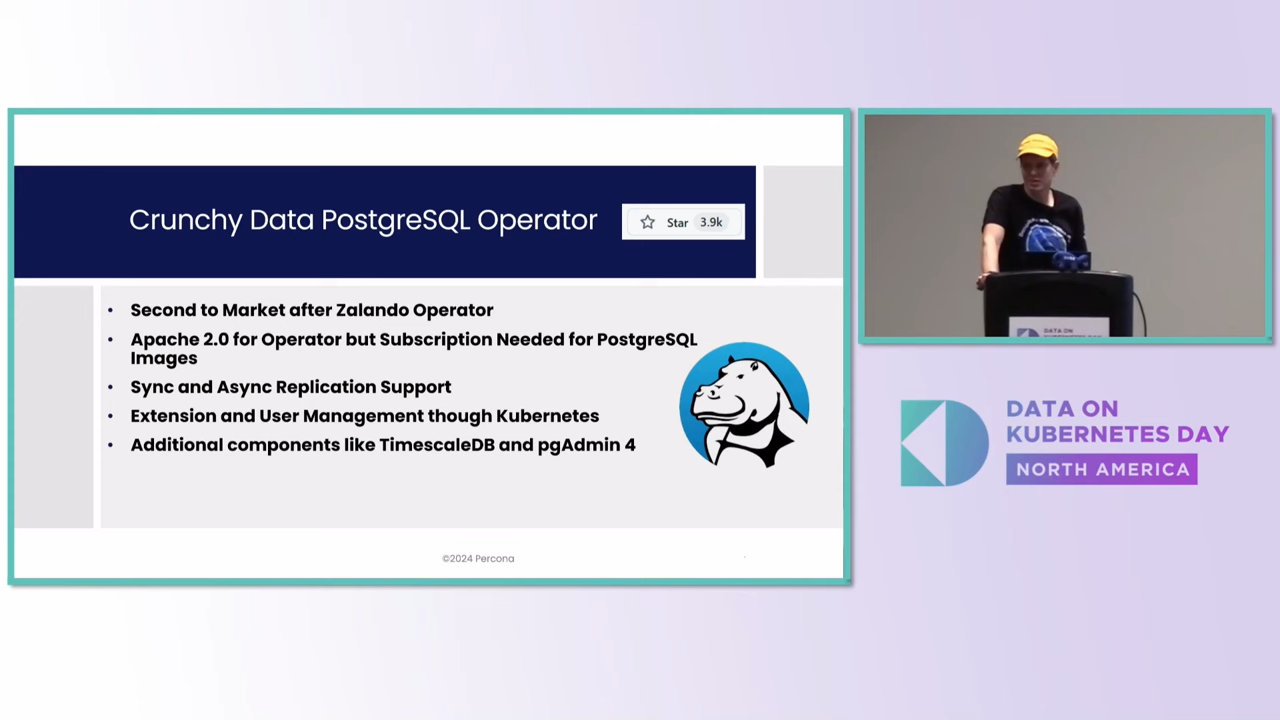 Crunchy Data PostgreSQL Operator
Star 3.9k
• Second to Market after Zalando Operator
• Apache 2.0 for Operator but Subscription Needed for PostgreSQL
Images
• Sync and Async Replication Support
• Extension and User Management though Kubernetes
• Additional components like TimescaleDB and pgAdmin 4
©2024 Percona
DATA ON
DATA ON
KUBERNETES DAY
NORTH AMERICA